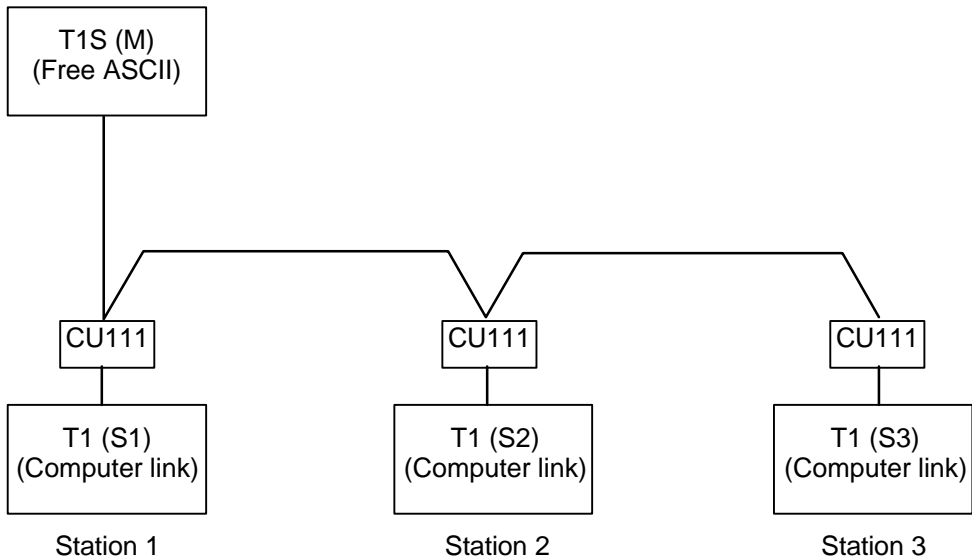 T1S (M)
(Free ASCII)
CU111
CU111
CU111
T1 (S1)
(Computer link)
T1 (S2)
(Computer link)
T1 (S3)
(Computer link)
Station 1
Station 2
Station 3